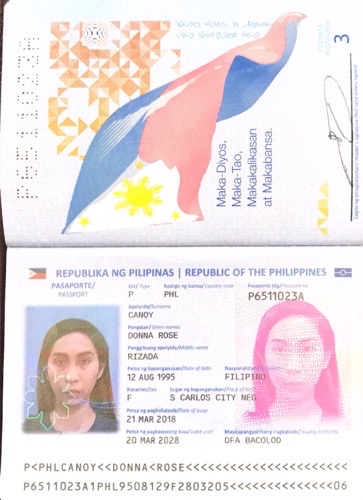 P6511023A
3
Maka-Diyos,
Maka-Tao,
Makakalikasan
at Makabansa.
REPUBLIKA NG PILIPINAS | REPUBLIC OF THE PHILIPPINES
PASAPORTE/
PASSPORT
Uri/ Type
P
Kodigo ng bansa/ Country code
PHL
Pasaporte blg./Passport no.
P6511023A
Apelyido/Surname
CANOY
Pangalan/ Given names
DONNA ROSE
Panggitnang apelyido/Middle name
RIZADA
Petsa ng kapanganakan/Date of birth
12 AUG 1995
FILIPINO
Kasarian/Sex
F
Lugar ng kapanganakan/Place of birth
S CARLOS CITY NEG
Petsa ng pagkakaloob/Date of issue
21 MAR 2018
Petsa ng pagkawalang bisa/Valid until
20 MAR 2028
Maykapangyarihang nagkaloob/ Issuing authority
DFA BACOLOD
P<PHLCANOY<<DONNA<ROSE<<<<<<<<<<<<<<<<<<<<<<
P6511023A1PHL9508129F2803205<<<<<<<<<<<<<<06